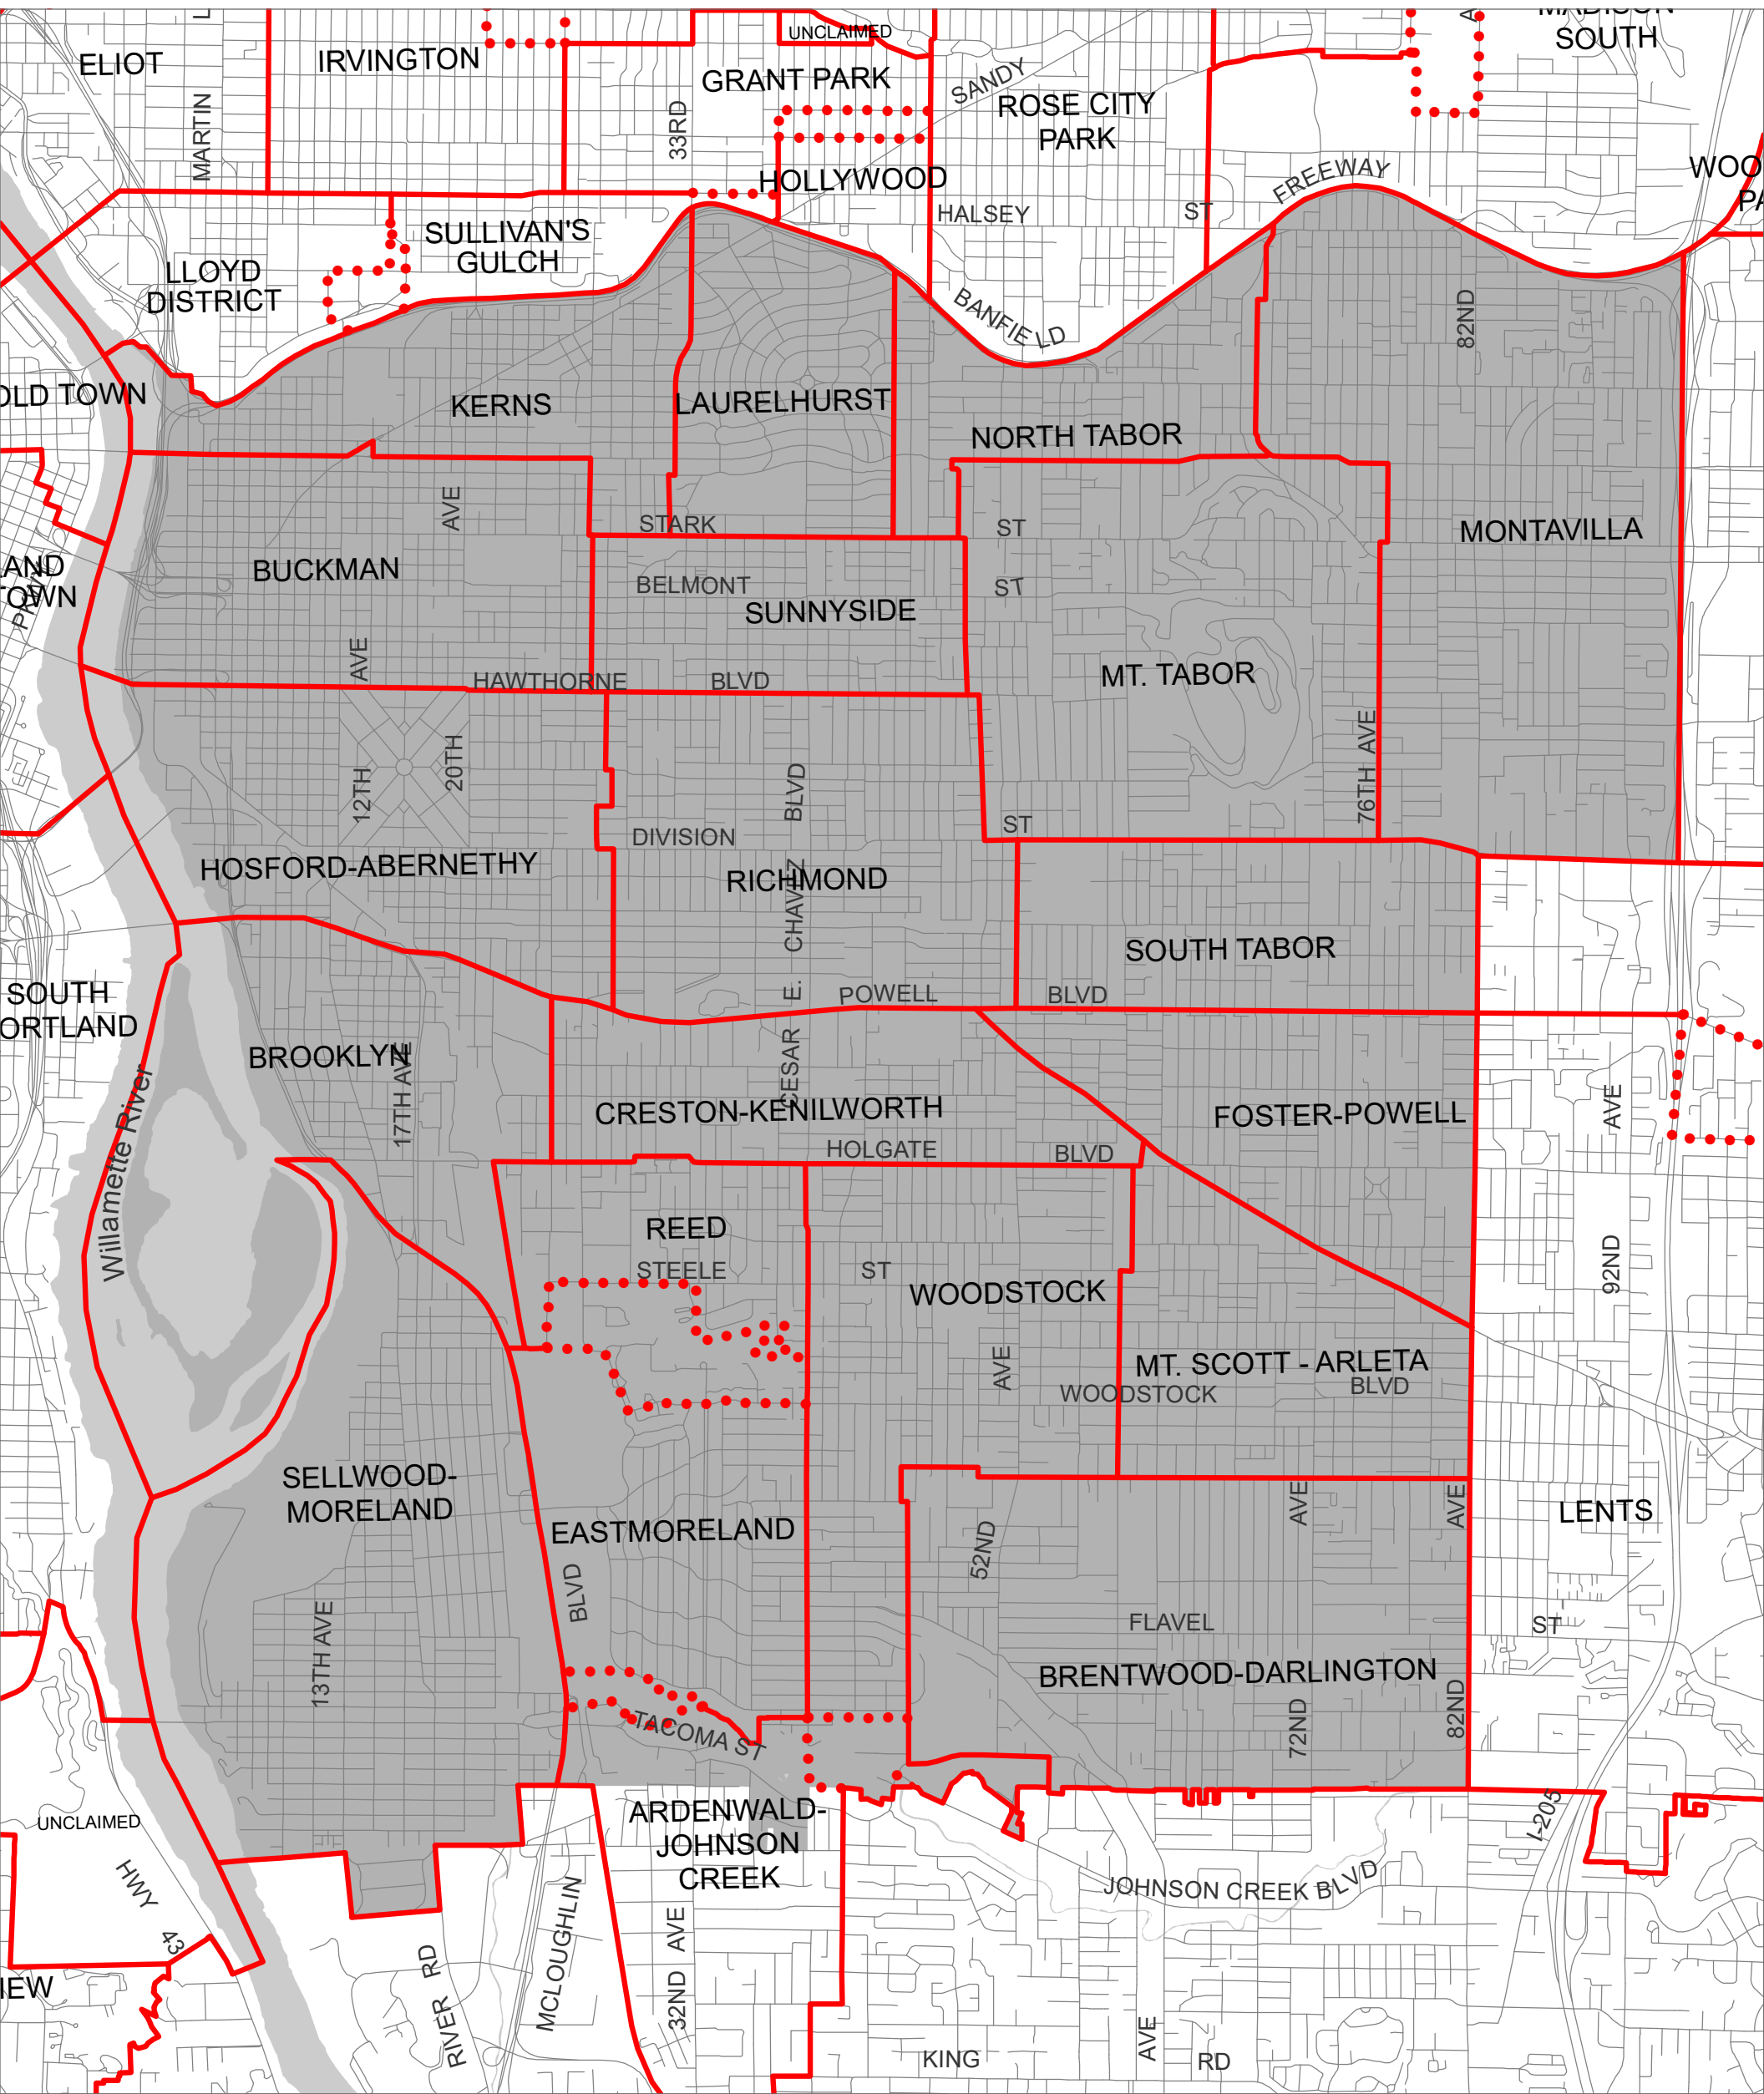 MADISON
SOUTH
ELIOT
IRVINGTON
UNCLAIMED
GRANT PARK
SANDY
ROSE CITY
PARK
MARTIN
33RD
HOLLYWOOD
FREEWAY
HALSEY
ST
SULLIVAN'S
GULCH
LLOYD
DISTRICT
BANFIELD
82ND
OLD TOWN
KERNS
LAURELHURST
NORTH TABOR
AVE
STARK
ST
MONTAVILLA
BUCKMAN
BELMONT
ST
SUNNYSIDE
AVE
HAWTHORNE
BLVD
MT. TABOR
76TH AVE
12TH
20TH
BLVD
DIVISION
ST
HOSFORD-ABERNETHY
RICHMOND
CESAR E. CHAVEZ
SOUTH TABOR
SOUTH
ORTLAND
POWELL
BLVD
BROOKLYN
17TH AVE
Willamette River
CRESTON-KENILWORTH
FOSTER-POWELL
AVE
HOLGATE
BLVD
REED
STEELE
ST
WOODSTOCK
92ND
MT. SCOTT - ARLETA
AVE
WOODSTOCK
BLVD
SELLWOOD-
MORELAND
EASTMORELAND
52ND
AVE
AVE
LENTS
BLVD
13TH AVE
FLAVEL
ST
BRENTWOOD-DARLINGTON
72ND
82ND
TACOMA ST
UNCLAIMED
ARDENWALD-
JOHNSON
CREEK
I-205
HWY
43
JOHNSON CREEK BLVD
MCLOUGHLIN
32ND AVE
RIVER RD
IEW
KING
AVE
RD